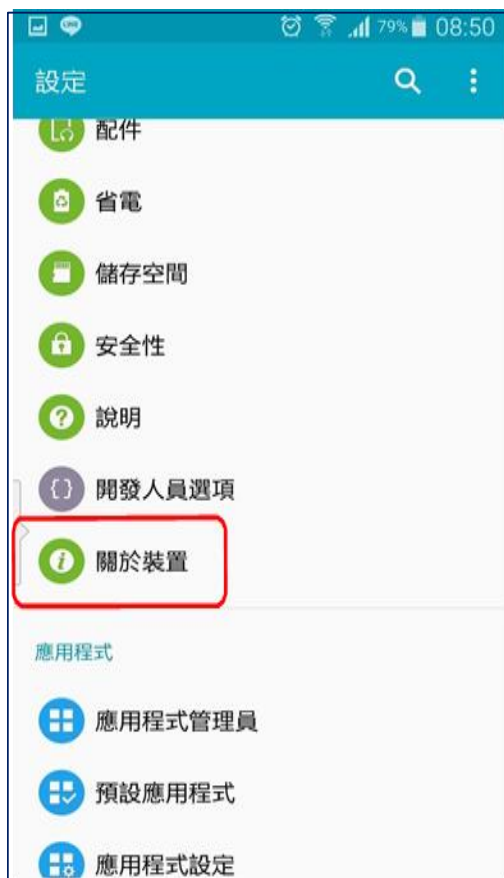 79% 08:50
設定
配件
省電
儲存空間
安全性
說明
開發人員選項
關於裝置
應用程式
應用程式管理員
預設應用程式
應用程式設定